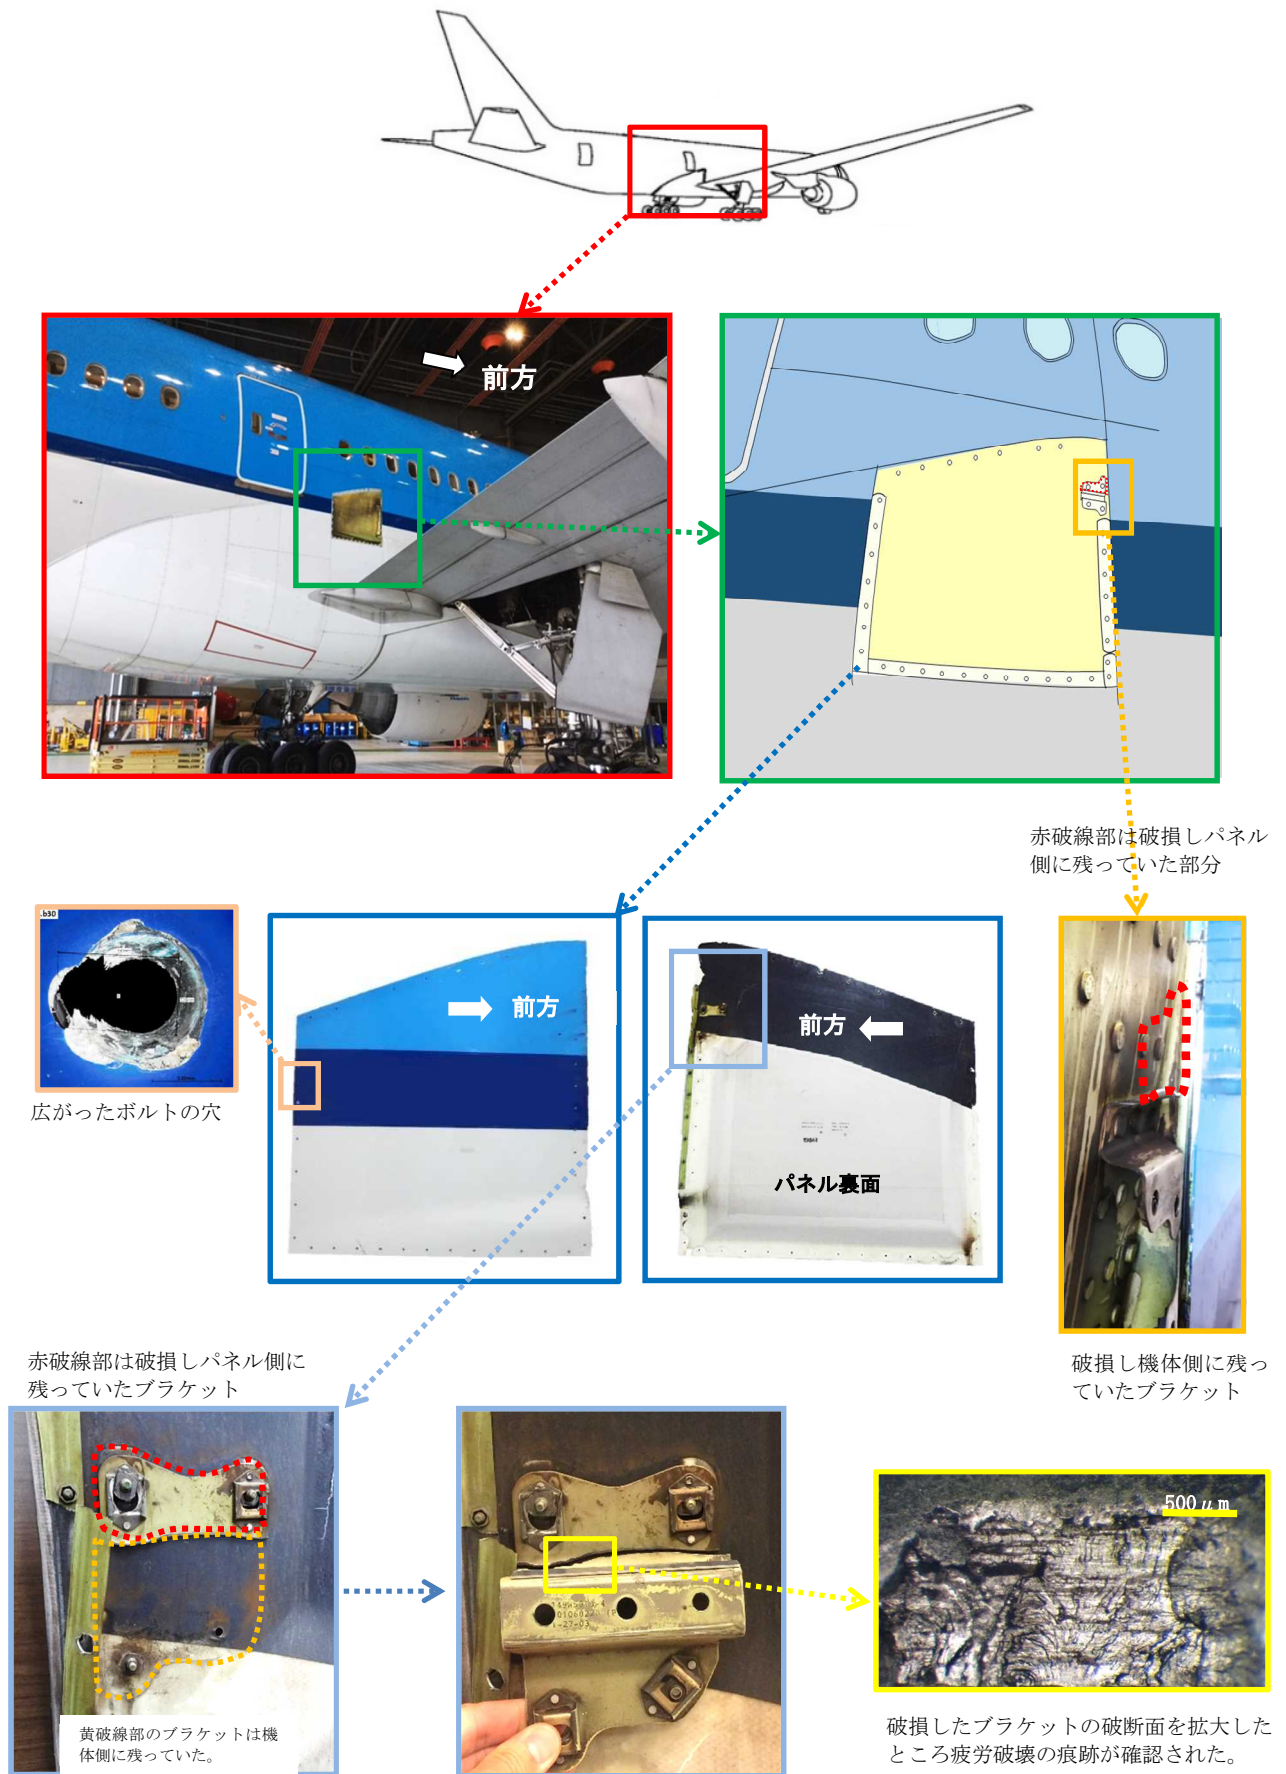 前方
赤破線部は破損しパネル
側に残っていた部分
.b3D
広がったボルトの穴
前方
前方
パネル裏面
破損し機体側に残っ
ていたブラケット
赤破線部は破損しパネル側に
残っていたブラケット
黄破線部のブラケットは機
体側に残っていた。
1-27-03
500μm
破損したブラケットの破断面を拡大した
ところ疲労破壊の痕跡が確認された。